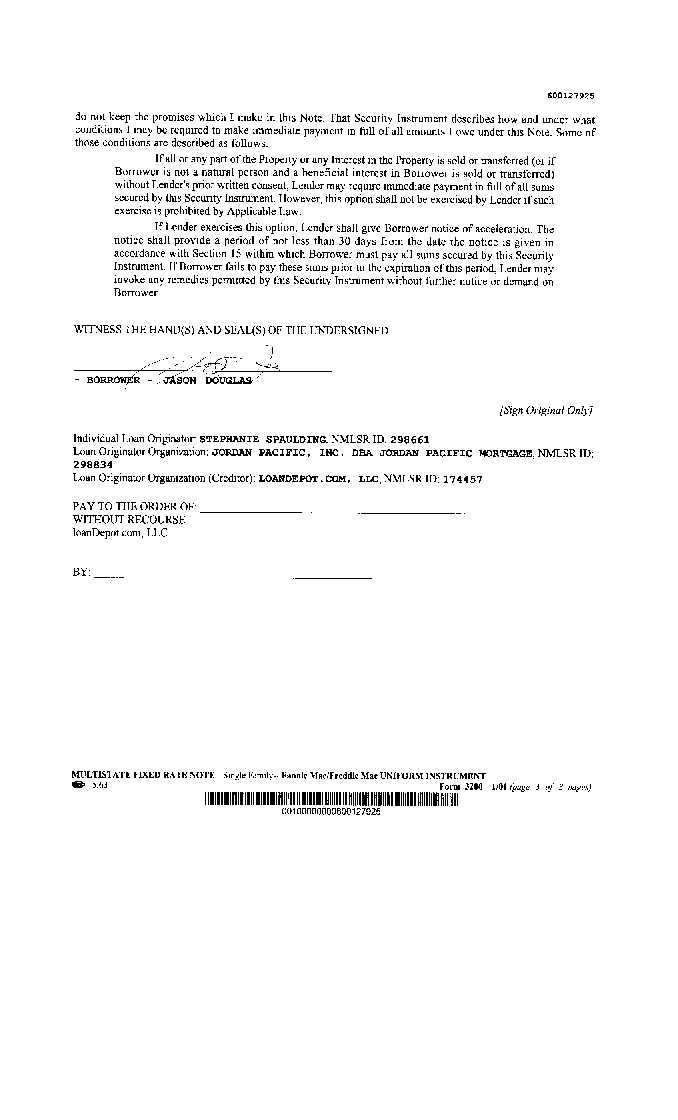 600127925
do not keep the promises which I make in this Note. That Security Instrument describes how and under what
conditions I may be required to make immediate payment in full of all amounts I owe under this Note. Some of
those conditions are described as follows.
If all or any part of the Property or any Interest in the Property is sold or transferred (or if
Borrower is not a natural person and a beneficial interest in Borrower is sold or transferred)
without Lender's prior written consent, Lender may require immediate payment in full of all sums
secured by this Security Instrument. However, this option shall not be exercised by Lender if such
exercise is prohibited by Applicable Law.
If Lender exercises this option, Lender shall give Borrower notice of acceleration. The
notice shall provide a period of not less than 30 days from the date the notice is given in
accordance with Section 15 within which Borrower must pay all sums secured by this Security
Instrument. If Borrower fails to pay these sums prior to the expiration of this period, Lender may
invoke any remedies permitted by this Security Instrument without further notice or demand on
Borrower
WITNESS THE HAND(S) AND SEAL(S) OF THE UNDERSIGNED
- BORROWER - JASON DOUGLAS
[Sign Original Only]
Individual Loan Originator: STEPHANIE SPAULDING, NMLSR ID: 298661
Loan Originator Organization: JORDAN PACIFIC, INC. DBA JORDAN PACIFIC MORTGAGE, NMLSR ID:
298834
Loan Originator Organization (Creditor): LOANDEPOT.COM, LLC, NMLSR ID: 174457
PAY TO THE ORDER OF:
WITHOUT RECOURSE
loanDepot.com, LLC
BY:
MULTISTATE FIXED RATE NOTE Single Family-- Fannie Mae/Freddie Mac UNIFORM INSTRUMENT
Form 3200 1/01 (page 3 of 3 pages)